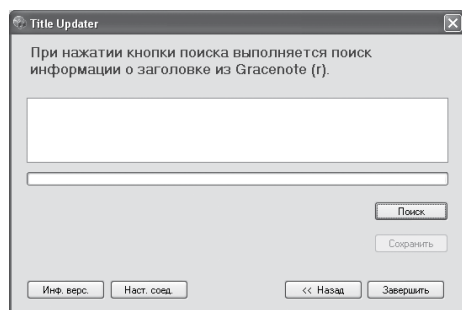 Title Updater
При нажатии кнопки поиска выполняется поиск
информации о заголовке из Gracenote (r).
Поиск
Сохранить
Инф. верс. Наст. соед. << Назад Завершить